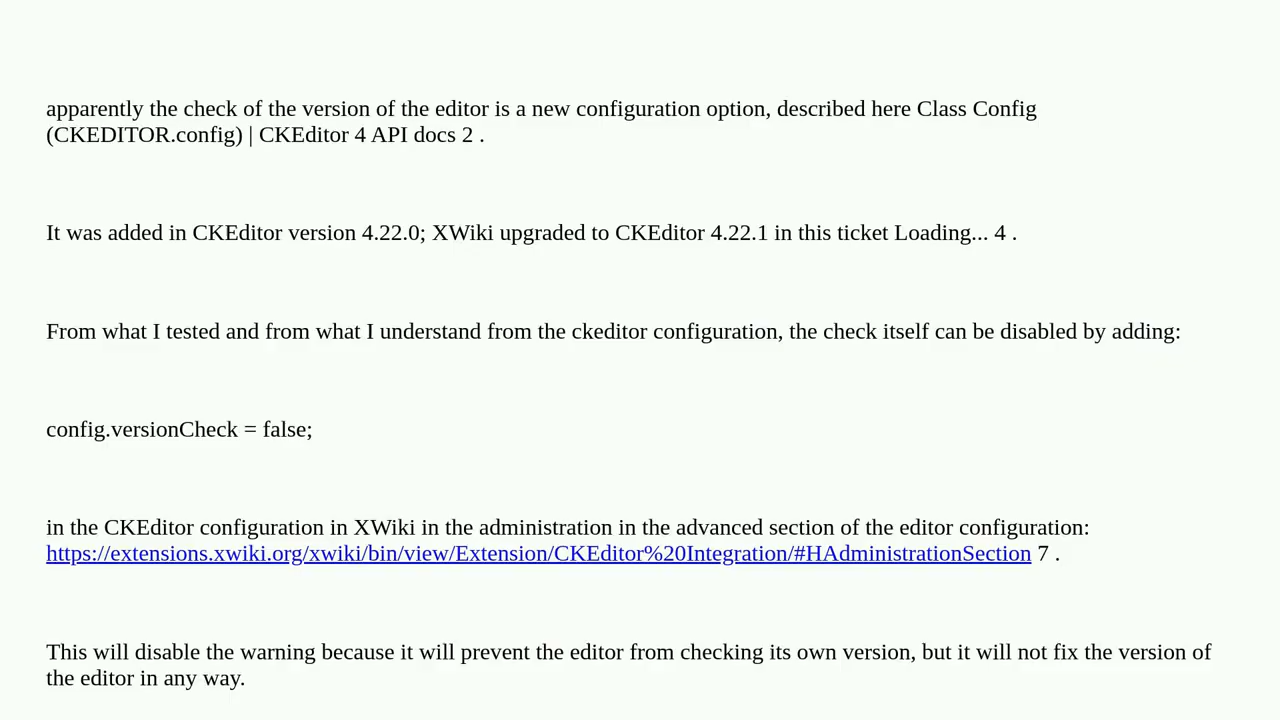 apparently the check of the version of the editor is a new configuration option, described here Class Config
(CKEDITOR.config) | CKEditor 4 API docs 2 .
It was added in CKEditor version 4.22.0; XWiki upgraded to CKEditor 4.22.1 in this ticket Loading... 4 .
From what I tested and from what I understand from the ckeditor configuration, the check itself can be disabled by adding:
config.versionCheck = false;
in the CKEditor configuration in XWiki in the administration in the advanced section of the editor configuration:
https://extensions.xwiki.org/xwiki/bin/view/Extension/CKEditor%20Integration/#HAdministrationSection 7 .
This will disable the warning because it will prevent the editor from checking its own version, but it will not fix the version of
the editor in any way.